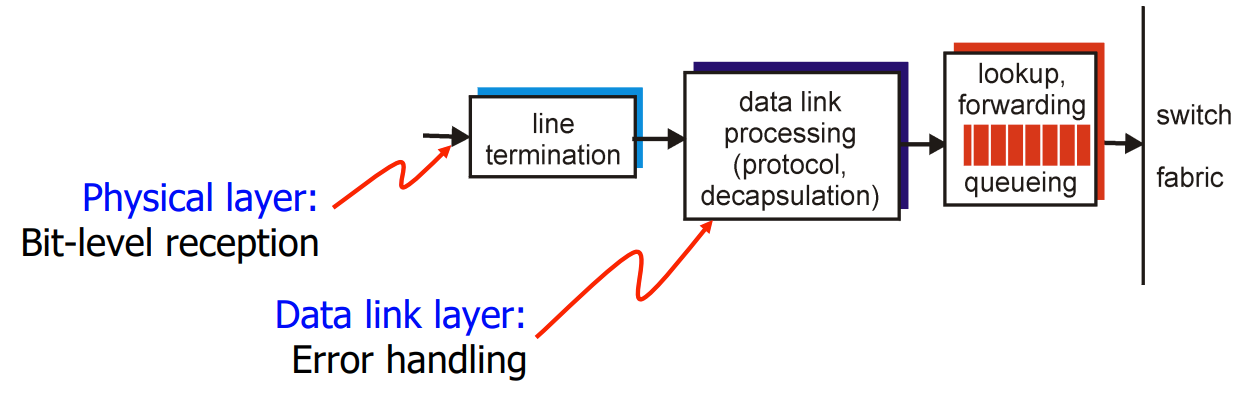 line
termination
data link
processing
(protocol,
decapsulation)
lookup,
forwarding
queueing
switch
fabric
Physical layer:
Bit-level reception
Data link layer:
Error handling